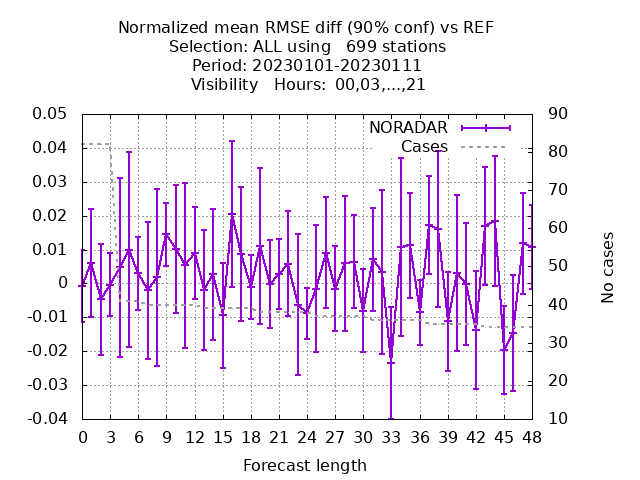 Normalized mean RMSE diff (90% conf) vs REF
Selection: ALL using   699 stations
Period: 20230101-20230111
Visibility   Hours:  00,03,...,21
0.05
0.04
0.03
0.02
0.01
0
-0.01
-0.02
-0.03
-0.04
NORADAR
Cases
90
80
70
60
50
40
30
20
10
No cases
0 3 6 9 12 15 18 21 24 27 30 33 36 39 42 45 48
Forecast length